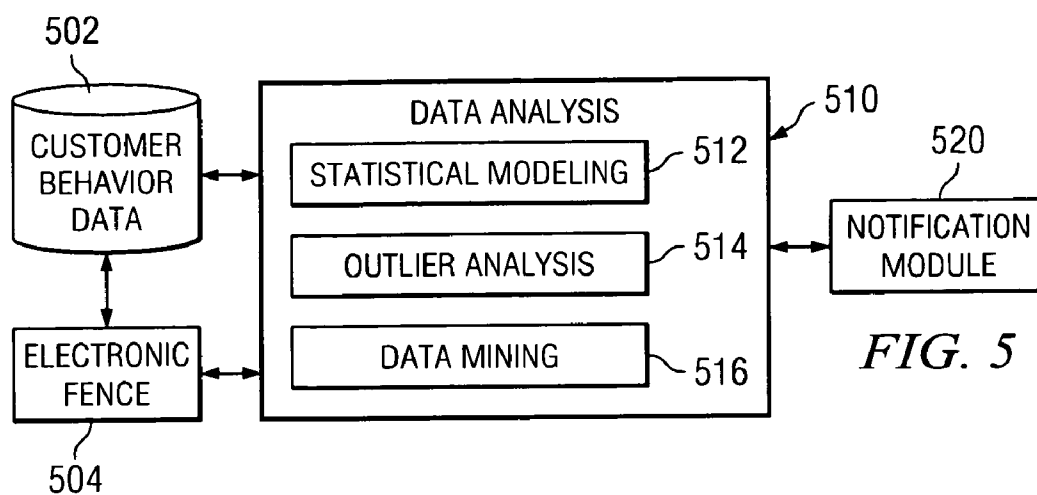 502
CUSTOMER
BEHAVIOR
DATA
ELECTRONIC
FENCE
504
DATA ANALYSIS
510
STATISTICAL MODELING
512
OUTLIER ANALYSIS
514
DATA MINING
516
520
NOTIFICATION
MODULE
FIG. 5